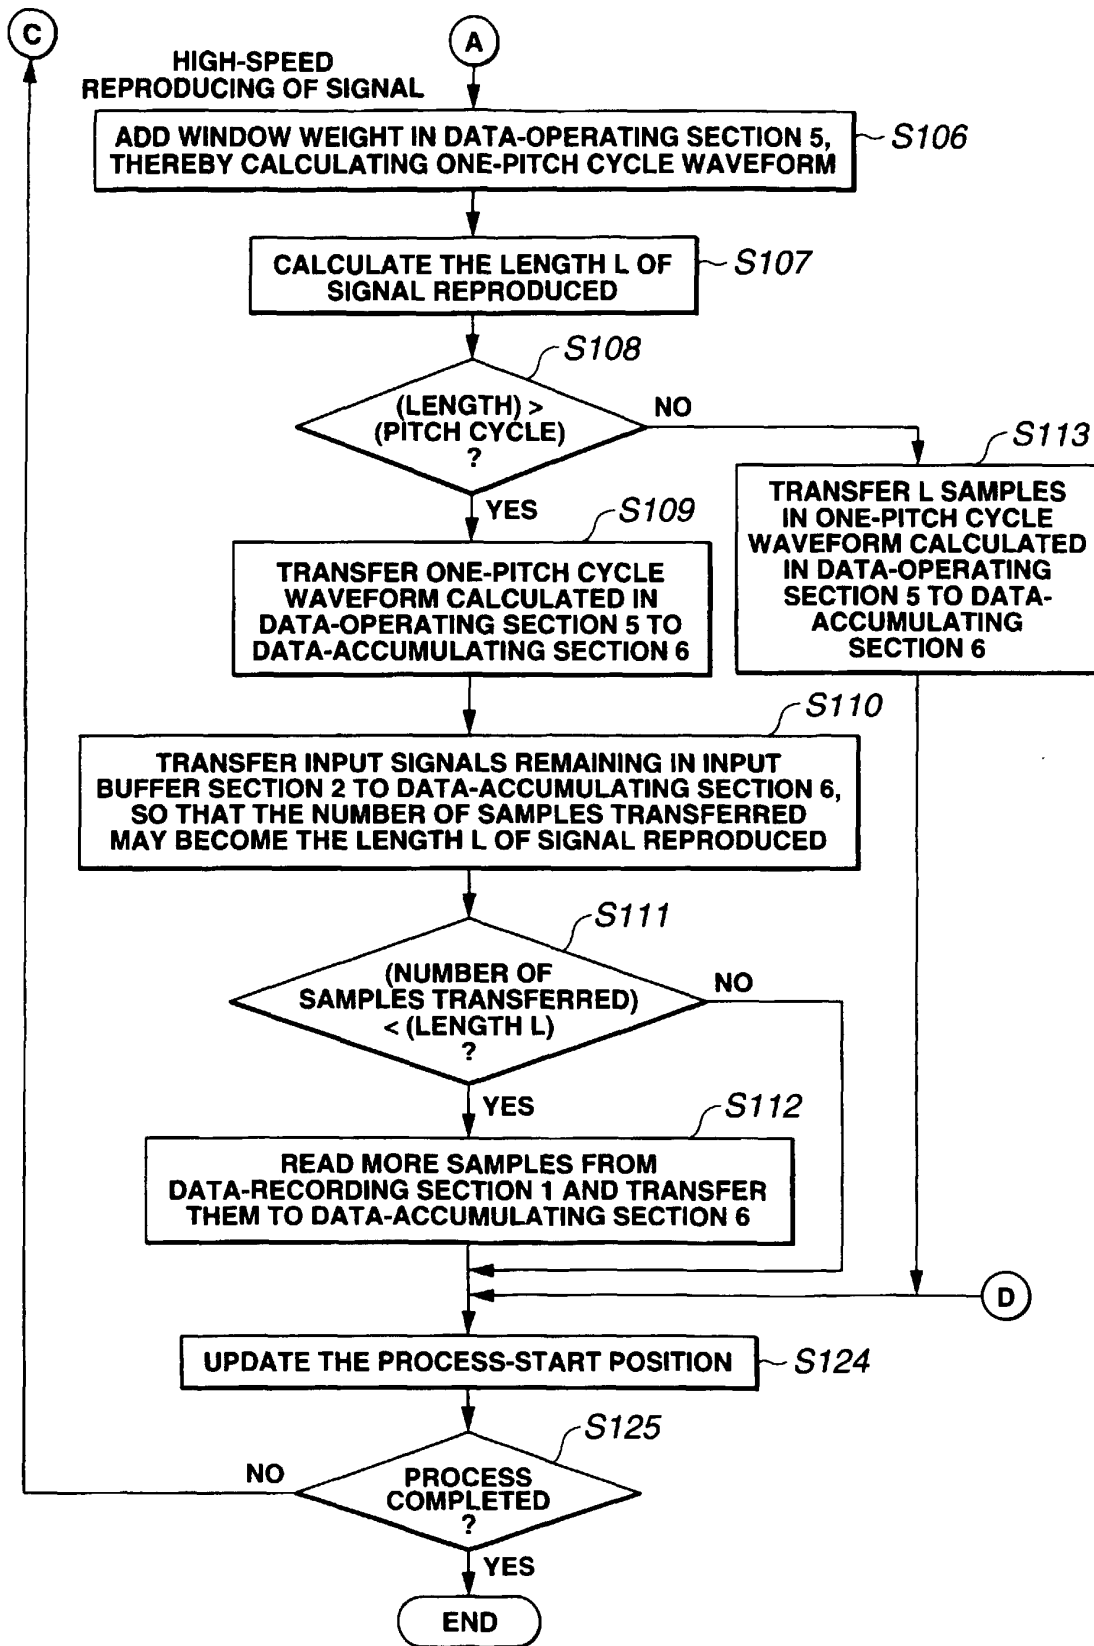 C
A
HIGH-SPEED
REPRODUCING OF SIGNAL
ADD WINDOW WEIGHT IN DATA-OPERATING SECTION 5,
THEREBY CALCULATING ONE-PITCH CYCLE WAVEFORM
S106
CALCULATE THE LENGTH L OF
SIGNAL REPRODUCED
S107
S108
(LENGTH) >
(PITCH CYCLE)
?
NO
YES
S113
TRANSFER L SAMPLES
IN ONE-PITCH CYCLE
WAVEFORM CALCULATED
IN DATA-OPERATING
SECTION 5 TO DATA-
ACCUMULATING
SECTION 6
S109
TRANSFER ONE-PITCH CYCLE
WAVEFORM CALCULATED IN
DATA-OPERATING SECTION 5 TO
DATA-ACCUMULATING SECTION 6
S110
TRANSFER INPUT SIGNALS REMAINING IN INPUT
BUFFER SECTION 2 TO DATA-ACCUMULATING SECTION 6,
SO THAT THE NUMBER OF SAMPLES TRANSFERRED
MAY BECOME THE LENGTH L OF SIGNAL REPRODUCED
S111
(NUMBER OF
SAMPLES TRANSFERRED)
< (LENGTH L)
?
NO
YES
S112
READ MORE SAMPLES FROM
DATA-RECORDING SECTION 1 AND TRANSFER
THEM TO DATA-ACCUMULATING SECTION 6
D
UPDATE THE PROCESS-START POSITION
S124
S125
PROCESS
COMPLETED
?
NO
YES
END